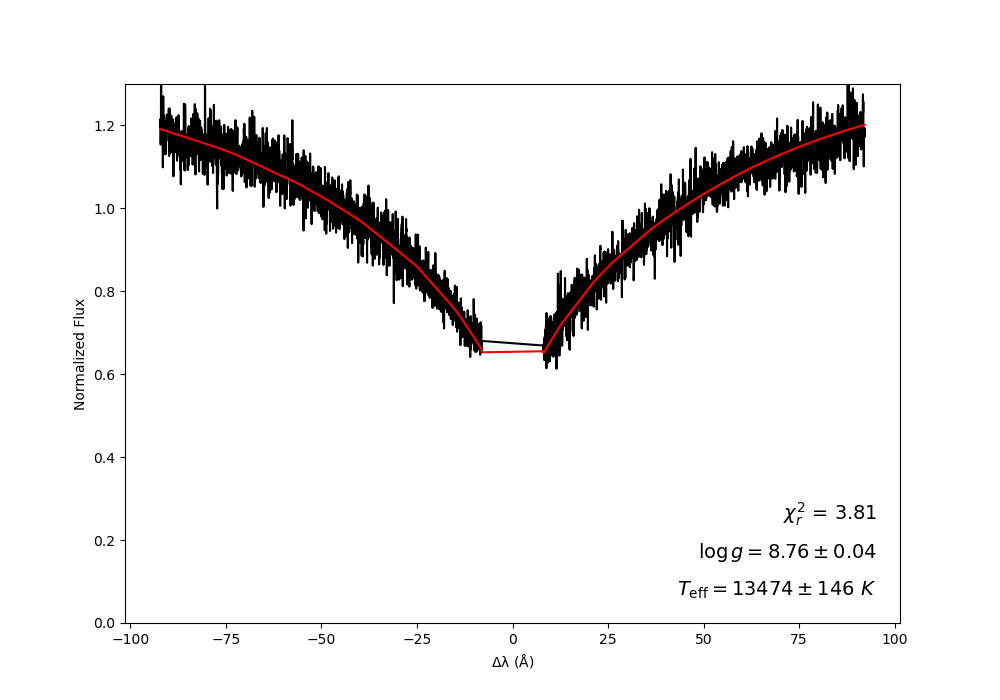 1.2
1.0
0.8
0.6
0.4
0.2
0.0
Normalized Flux
χ²ᵣ = 3.81
log g = 8.76 ± 0.04
T_eff = 13474 ± 146 K
−100 −75 −50 −25 0 25 50 75 100
Δλ (Å)